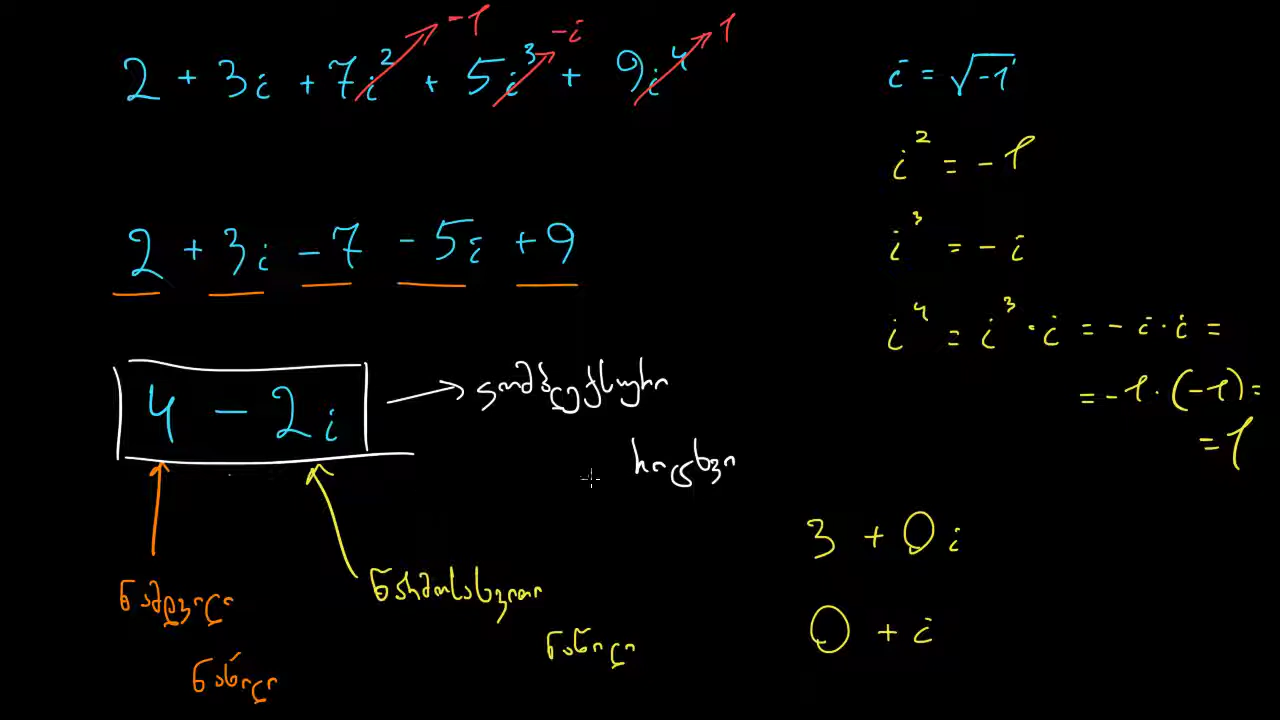 2 + 3i + 7i² + 5i³ + 9i⁴
-1
-i
1
2 + 3i - 7 - 5i + 9
4 - 2i
კომპლექსური
რიცხვი
ნამდვილი
ნაწილი
წარმოსახვითი
ნაწილი
i = √-1
i² = -1
i³ = -i
i⁴ = i³ · i = -i · i =
= -1 · (-1) =
= 1
3 + 0i
0 + i